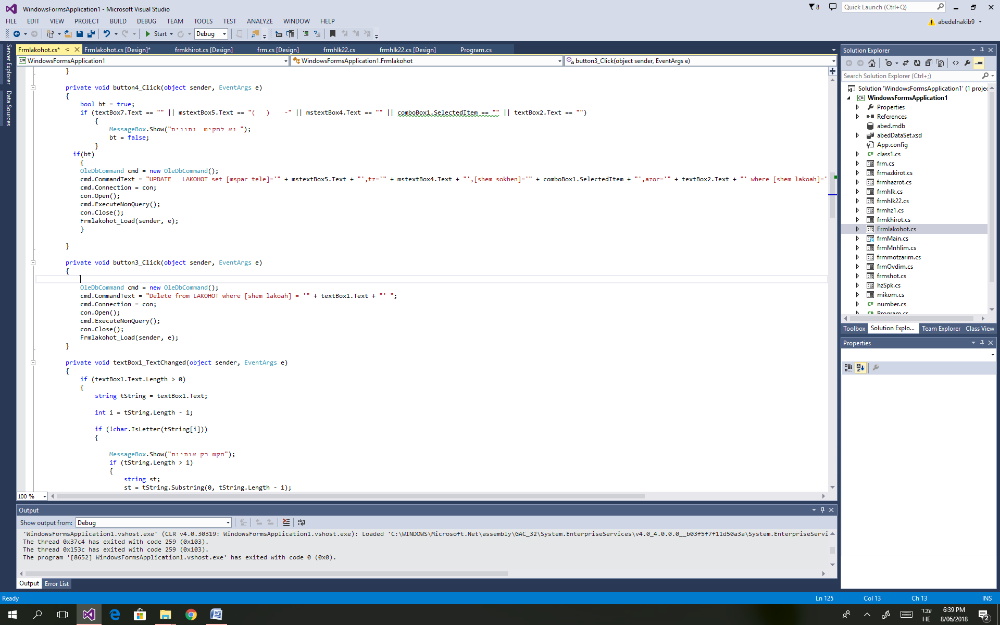 WindowsFormsApplication1 - Microsoft Visual Studio
8
Quick Launch (Ctrl+Q)
FILE EDIT VIEW PROJECT BUILD DEBUG TEAM TOOLS TEST ANALYZE WINDOW HELP
abedelnakib9
Start Debug
Server Explorer
Data Sources
Frmlakohot.cs* Frmlakohot.cs [Design]* frmkhirot.cs [Design] frm.cs [Design] frmhlk22.cs frmhlk22.cs [Design] Program.cs
WindowsFormsApplication1 WindowsFormsApplication1.Frmlakohot button3_Click(object sender, EventArgs e)
}
private void button4_Click(object sender, EventArgs e)
{
bool bt = true;
if (textBox7.Text == "" || mstextBox5.Text == "(   )    -" || mstextBox4.Text == "" || comboBox1.SelectedItem == "" || textBox2.Text == "")
{
MessageBox.Show("נא להקיש  נתונים ");
bt = false;
}
if(bt)
{
OleDbCommand cmd = new OleDbCommand();
cmd.CommandText = "UPDATE   LAKOHOT set [mspar tele]='" + mstextBox5.Text + "',tz='" + mstextBox4.Text + "',[shem sokhen]='" + comboBox1.SelectedItem + "',azor='" + textBox2.Text + "' where [shem lakoah]='
cmd.Connection = con;
con.Open();
cmd.ExecuteNonQuery();
con.Close();
Frmlakohot_Load(sender, e);
}
}
private void button3_Click(object sender, EventArgs e)
{
OleDbCommand cmd = new OleDbCommand();
cmd.CommandText = "Delete from LAKOHOT where [shem lakoah] = '" + textBox1.Text + "' ";
cmd.Connection = con;
con.Open();
cmd.ExecuteNonQuery();
con.Close();
Frmlakohot_Load(sender, e);
}
private void textBox1_TextChanged(object sender, EventArgs e)
{
if (textBox1.Text.Length > 0)
{
string tString = textBox1.Text;
int i = tString.Length - 1;
if (!char.IsLetter(tString[i]))
{
MessageBox.Show("הקש רק אותיות");
if (tString.Length > 1)
{
string st;
st = tString.Substring(0, tString.Length - 1);
100 %
Output
Show output from: Debug
'WindowsFormsApplication1.vshost.exe' (CLR v4.0.30319: WindowsFormsApplication1.vshost.exe): Loaded 'C:\WINDOWS\Microsoft.Net\assembly\GAC_32\System.EnterpriseServices\v4.0_4.0.0.0__b03f5f7f11d50a3a\System.EnterpriseServi
The thread 0x37c4 has exited with code 259 (0x103).
The thread 0x153c has exited with code 259 (0x103).
The program '[8652] WindowsFormsApplication1.vshost.exe' has exited with code 0 (0x0).
Output Error List
Solution Explorer
Search Solution Explorer (Ctrl+;)
Solution 'WindowsFormsApplication1' (1 projec
WindowsFormsApplication1
Properties
References
abed.mdb
abedDataSet.xsd
App.config
class1.cs
frm.cs
frmazkirot.cs
frmhazrot.cs
frmhlk.cs
frmhlk22.cs
frmhz1.cs
frmkhirot.cs
Frmlakohot.cs
frmMain.cs
frmMnhlim.cs
frmmotzarim.cs
frmOvdim.cs
frmshot.cs
hzSpk.cs
mikom.cs
number.cs
Program.cs
Toolbox Solution Explo... Team Explorer Class View
Properties
Ready Ln 125 Col 13 Ch 13 INS
עבר
HE
6:39 PM
8/06/2018
2